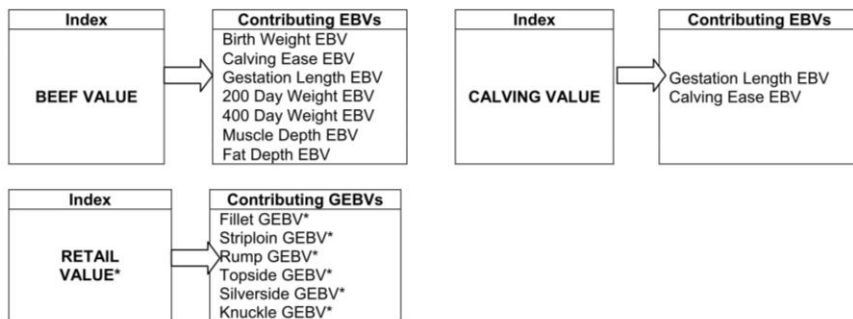 Index
Contributing EBVs
BEEF VALUE
Birth Weight EBV
Calving Ease EBV
Gestation Length EBV
200 Day Weight EBV
400 Day Weight EBV
Muscle Depth EBV
Fat Depth EBV
Index
Contributing EBVs
CALVING VALUE
Gestation Length EBV
Calving Ease EBV
Index
Contributing GEBVs
RETAIL
VALUE*
Fillet GEBV*
Striploin GEBV*
Rump GEBV*
Topside GEBV*
Silverside GEBV*
Knuckle GEBV*